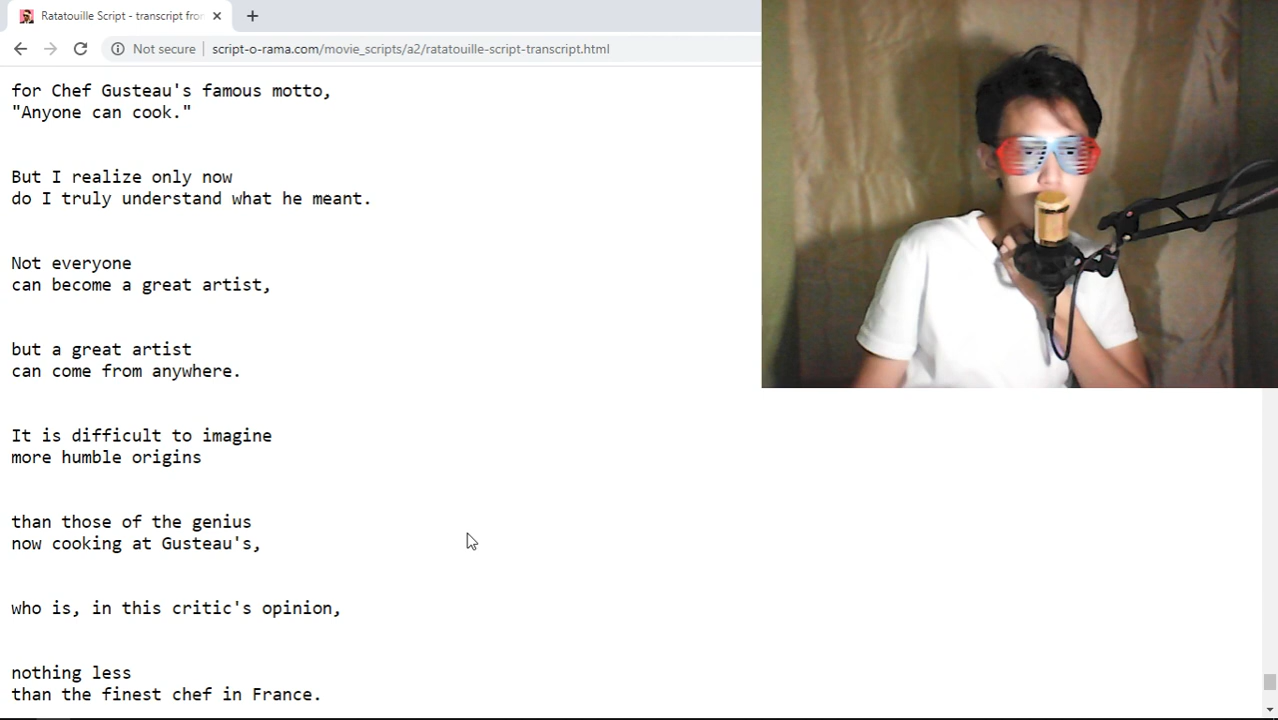 Ratatouille Script - transcript fro
Not secure | script-o-rama.com/movie_scripts/a2/ratatouille-script-transcript.html
for Chef Gusteau's famous motto,
"Anyone can cook."
But I realize only now
do I truly understand what he meant.
Not everyone
can become a great artist,
but a great artist
can come from anywhere.
It is difficult to imagine
more humble origins
than those of the genius
now cooking at Gusteau's,
who is, in this critic's opinion,
nothing less
than the finest chef in France.